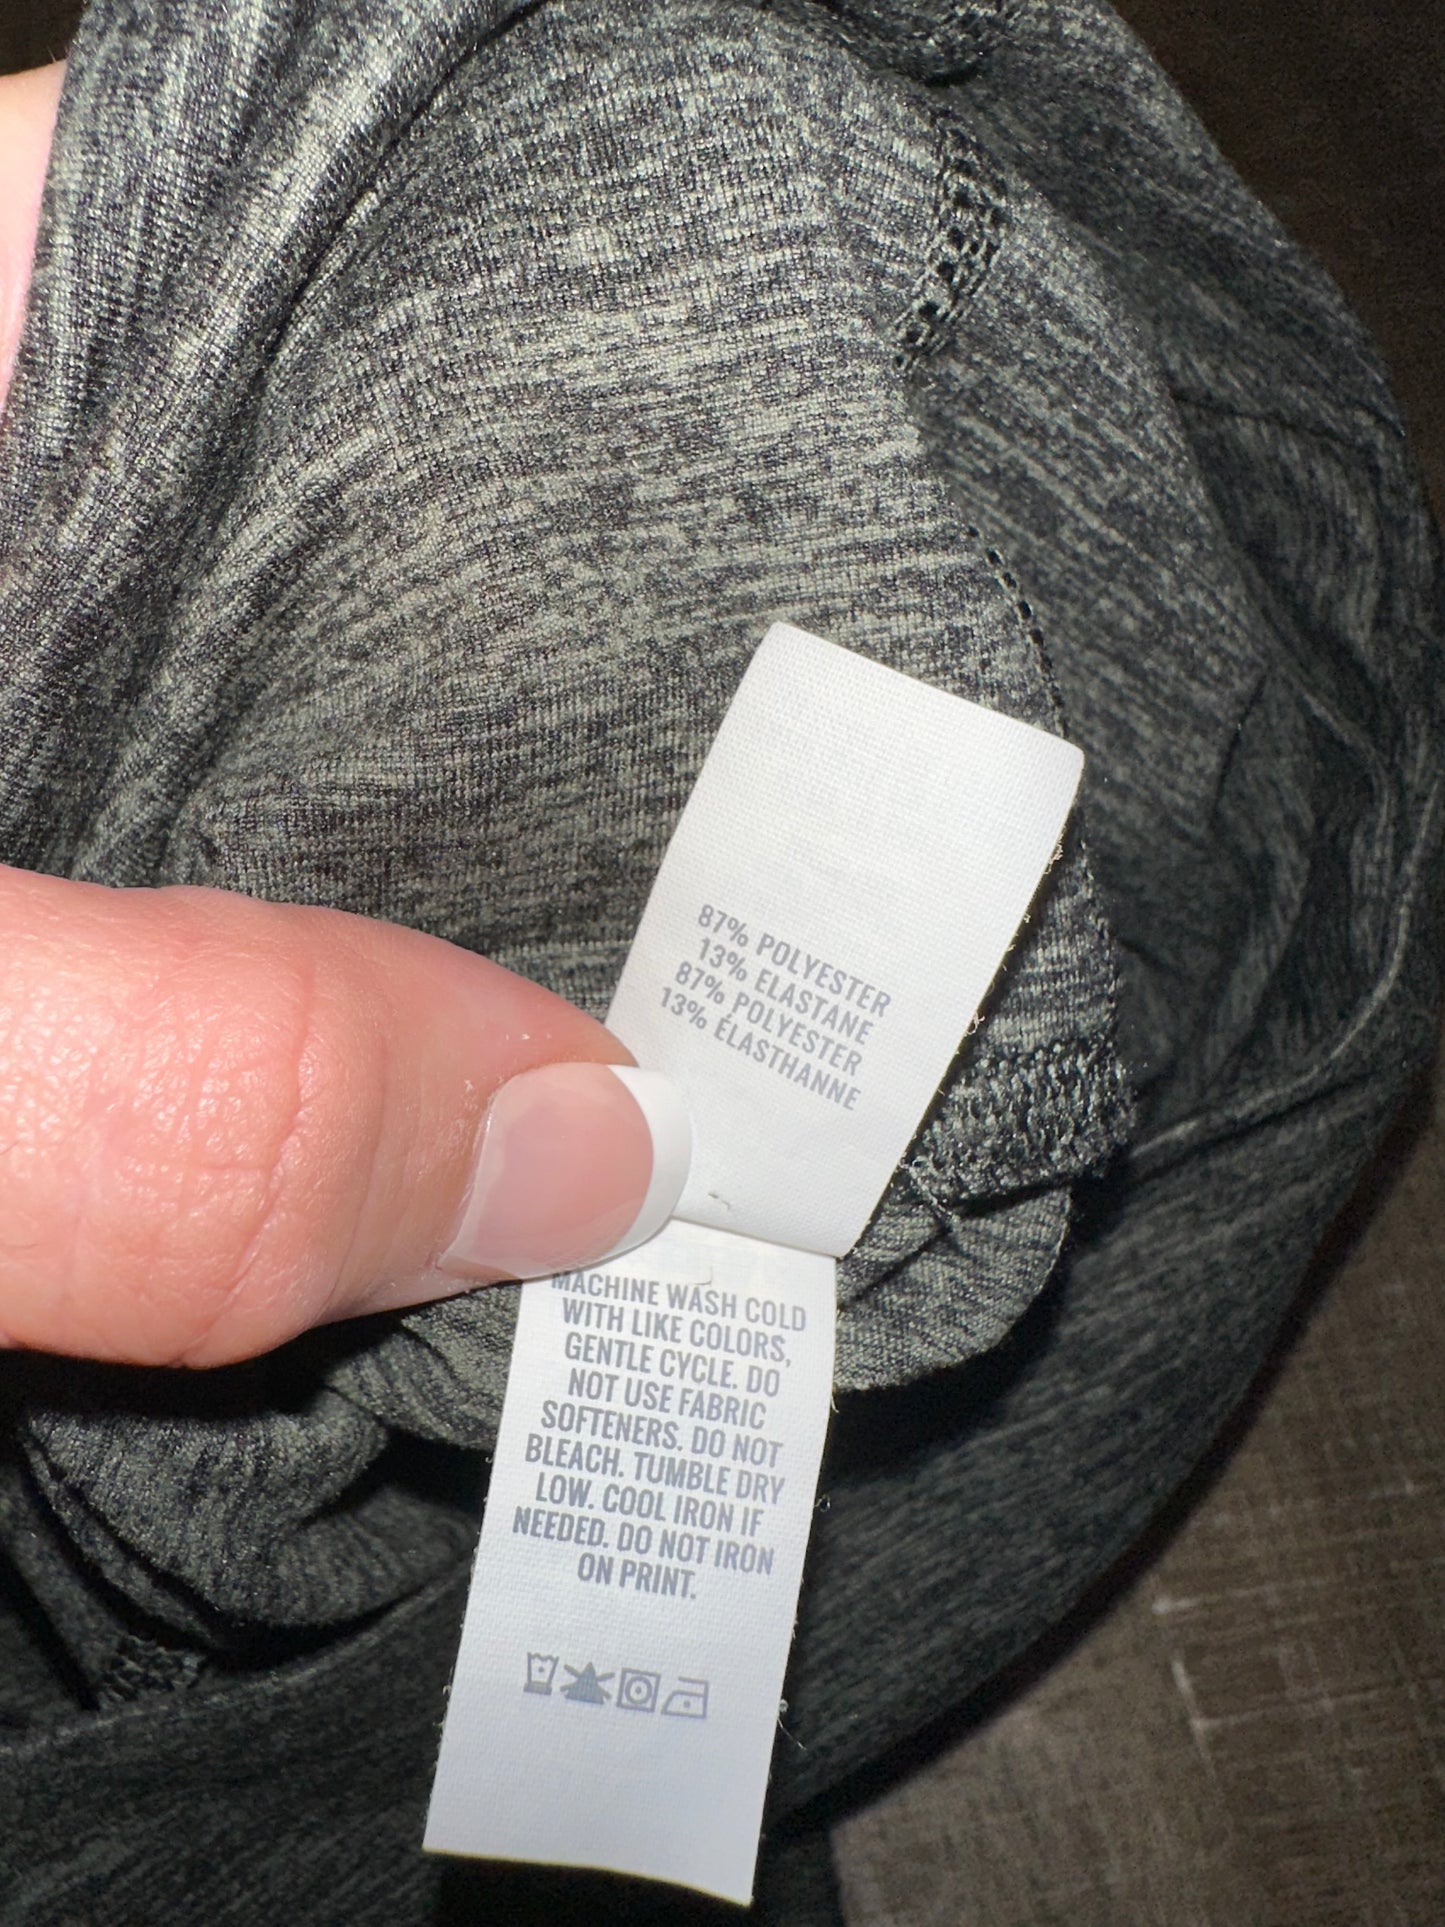 87% POLYESTER
13% ELASTANE
87% POLYESTER
13% ÉLASTHANNE
MACHINE WASH COLD
WITH LIKE COLORS,
GENTLE CYCLE. DO
NOT USE FABRIC
SOFTENERS. DO NOT
BLEACH. TUMBLE DRY
LOW. COOL IRON IF
NEEDED. DO NOT IRON
ON PRINT.